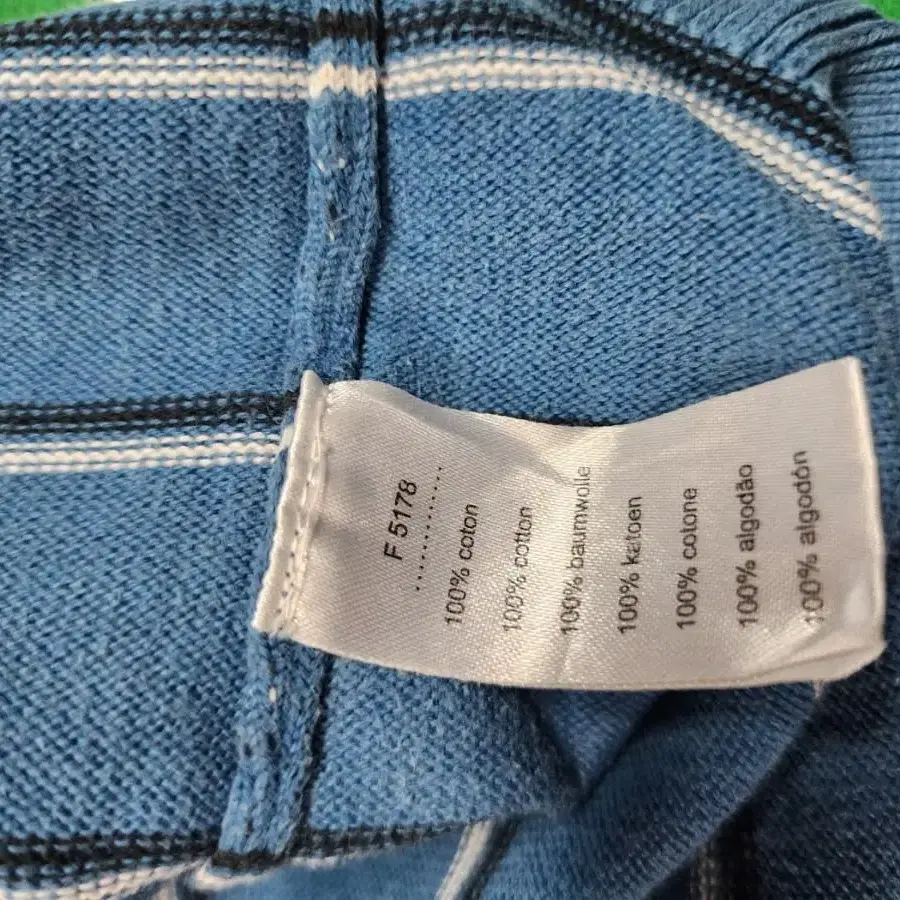 F 5178
..............
100% coton
100% cotton
100% baumwolle
100% katoen
100% cotone
100% algodão
100% algodón